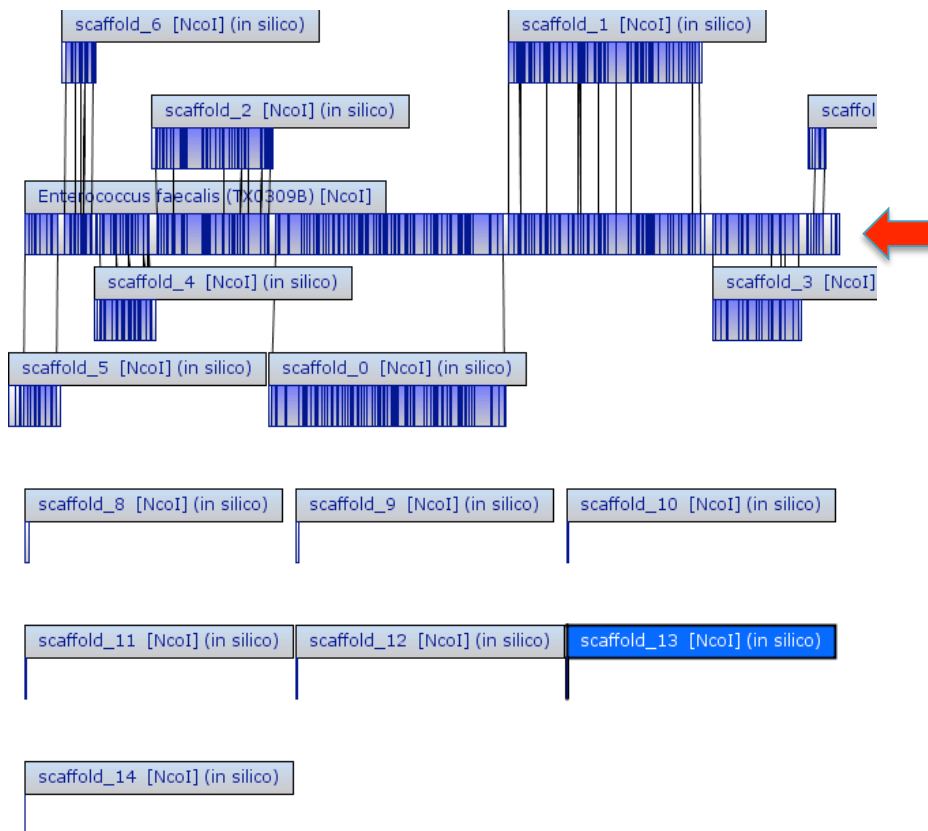 scaffold_6 [NcoI] (in silico)
scaffold_1 [NcoI] (in silico)
scaffold_2 [NcoI] (in silico)
scaffol
Enterococcus faecalis (TX0309B) [NcoI]
scaffold_4 [NcoI] (in silico)
scaffold_3 [NcoI]
scaffold_5 [NcoI] (in silico)
scaffold_0 [NcoI] (in silico)
scaffold_8 [NcoI] (in silico)
scaffold_9 [NcoI] (in silico)
scaffold_10 [NcoI] (in silico)
scaffold_11 [NcoI] (in silico)
scaffold_12 [NcoI] (in silico)
scaffold_13 [NcoI] (in silico)
scaffold_14 [NcoI] (in silico)